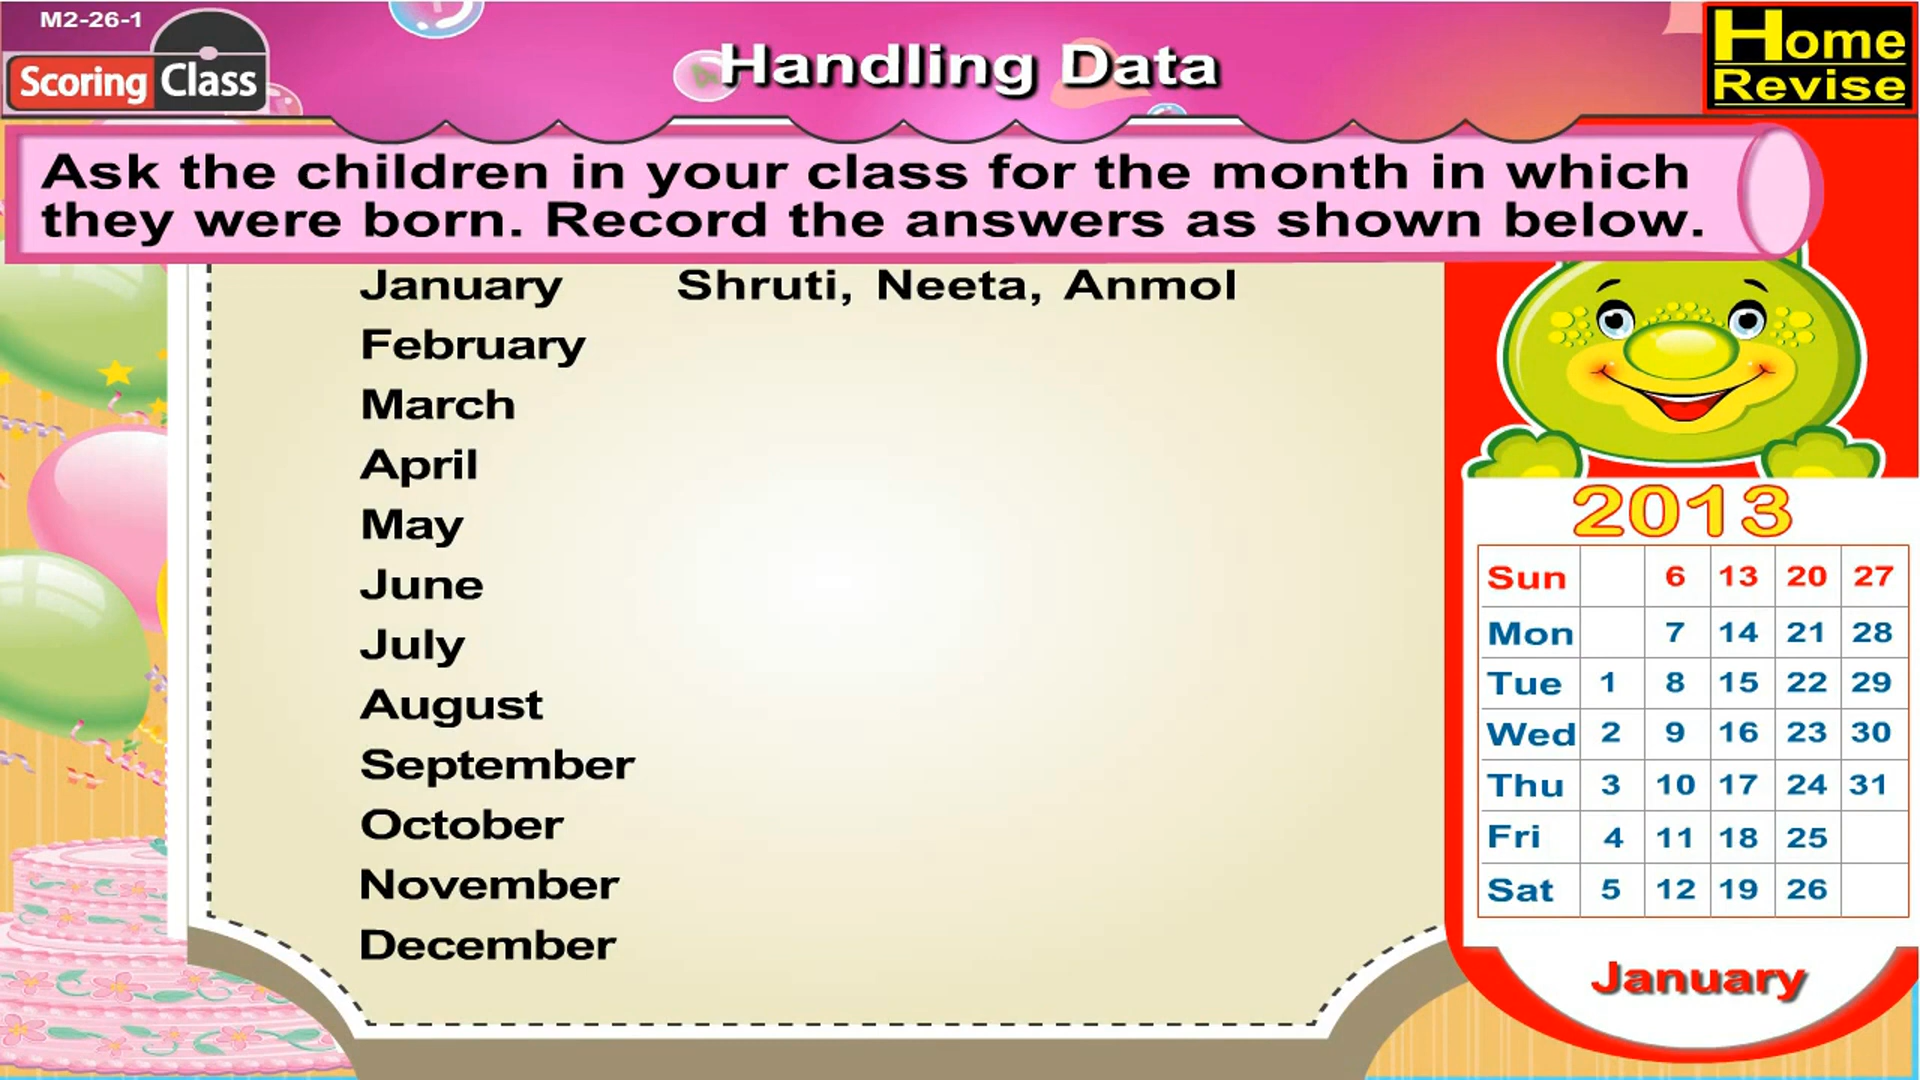 M2-26-1
Scoring Class
Handling Data
Home
Revise
Ask the children in your class for the month in which
they were born. Record the answers as shown below.
January Shruti, Neeta, Anmol
February
March
April
May
June
July
August
September
October
November
December
2013
Sun 6 13 20 27
Mon 7 14 21 28
Tue 1 8 15 22 29
Wed 2 9 16 23 30
Thu 3 10 17 24 31
Fri 4 11 18 25
Sat 5 12 19 26
January